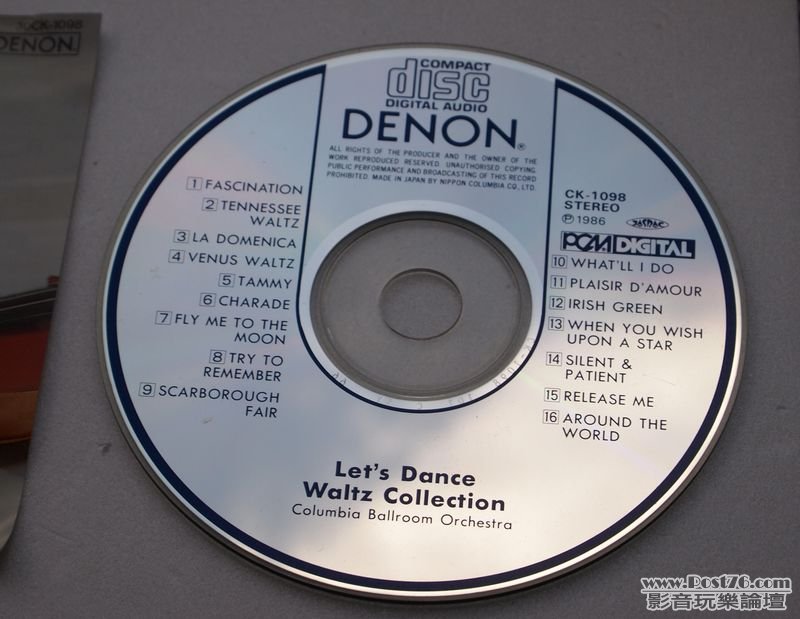 CK-1098
DENON
COMPACT
disc
DIGITAL AUDIO
DENON®
ALL RIGHTS OF THE PRODUCER AND THE OWNER OF THE
WORK REPRODUCED RESERVED. UNAUTHORISED COPYING,
PUBLIC PERFORMANCE AND BROADCASTING OF THIS RECORD
PROHIBITED. MADE IN JAPAN BY NIPPON COLUMBIA CO., LTD.
1 FASCINATION
2 TENNESSEE
WALTZ
3 LA DOMENICA
4 VENUS WALTZ
5 TAMMY
6 CHARADE
7 FLY ME TO THE
MOON
8 TRY TO
REMEMBER
9 SCARBOROUGH
FAIR
CK-1098
STEREO
℗ 1986
JASRAC
PCM DIGITAL
10 WHAT'LL I DO
11 PLAISIR D'AMOUR
12 IRISH GREEN
13 WHEN YOU WISH
UPON A STAR
14 SILENT &
PATIENT
15 RELEASE ME
16 AROUND THE
WORLD
Let's Dance
Waltz Collection
Columbia Ballroom Orchestra
www.Post76.com
影音玩樂論壇